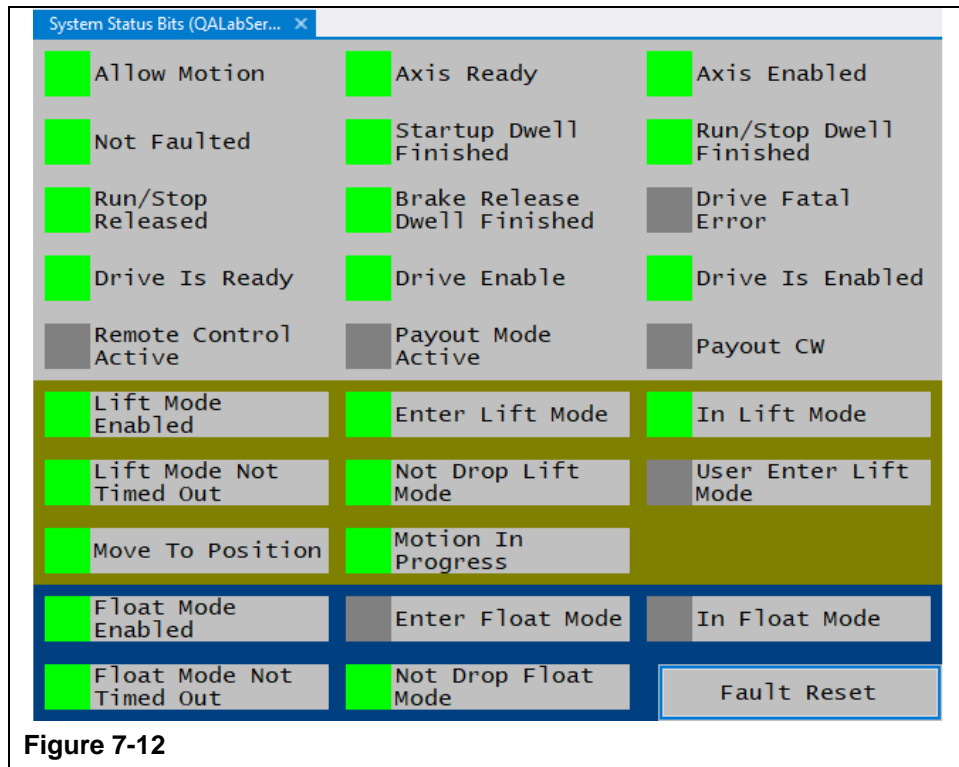 System Status Bits (QALabSer... ×
Allow Motion
Axis Ready
Axis Enabled
Not Faulted
Startup Dwell
Finished
Run/Stop Dwell
Finished
Run/Stop
Released
Brake Release
Dwell Finished
Drive Fatal
Error
Drive Is Ready
Drive Enable
Drive Is Enabled
Remote Control
Active
Payout Mode
Active
Payout CW
Lift Mode
Enabled
Enter Lift Mode
In Lift Mode
Lift Mode Not
Timed Out
Not Drop Lift
Mode
User Enter Lift
Mode
Move To Position
Motion In
Progress
Float Mode
Enabled
Enter Float Mode
In Float Mode
Float Mode Not
Timed Out
Not Drop Float
Mode
Fault Reset
Figure 7-12